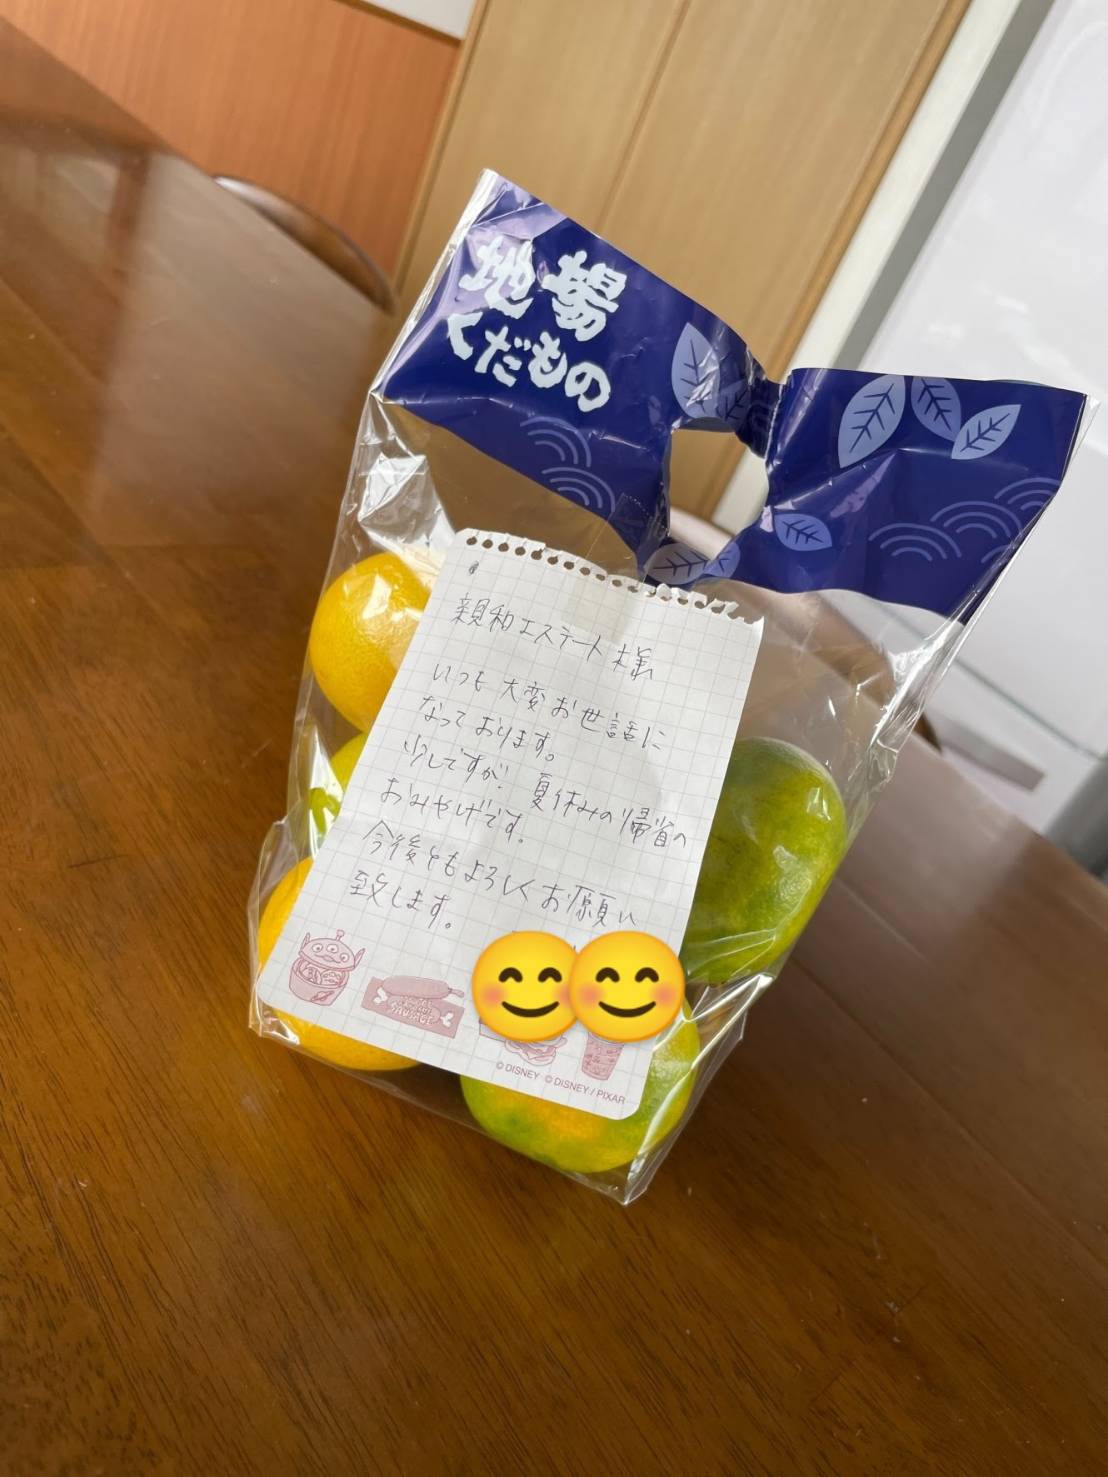 地場
くだもの
親和エステート様
いつも大変お世話に
なっております。
少しですが! 夏休みの帰省の
おみやげです。
今後ともよろしくお願い
致します。
SAUSAGE
© DISNEY © DISNEY / PIXAR